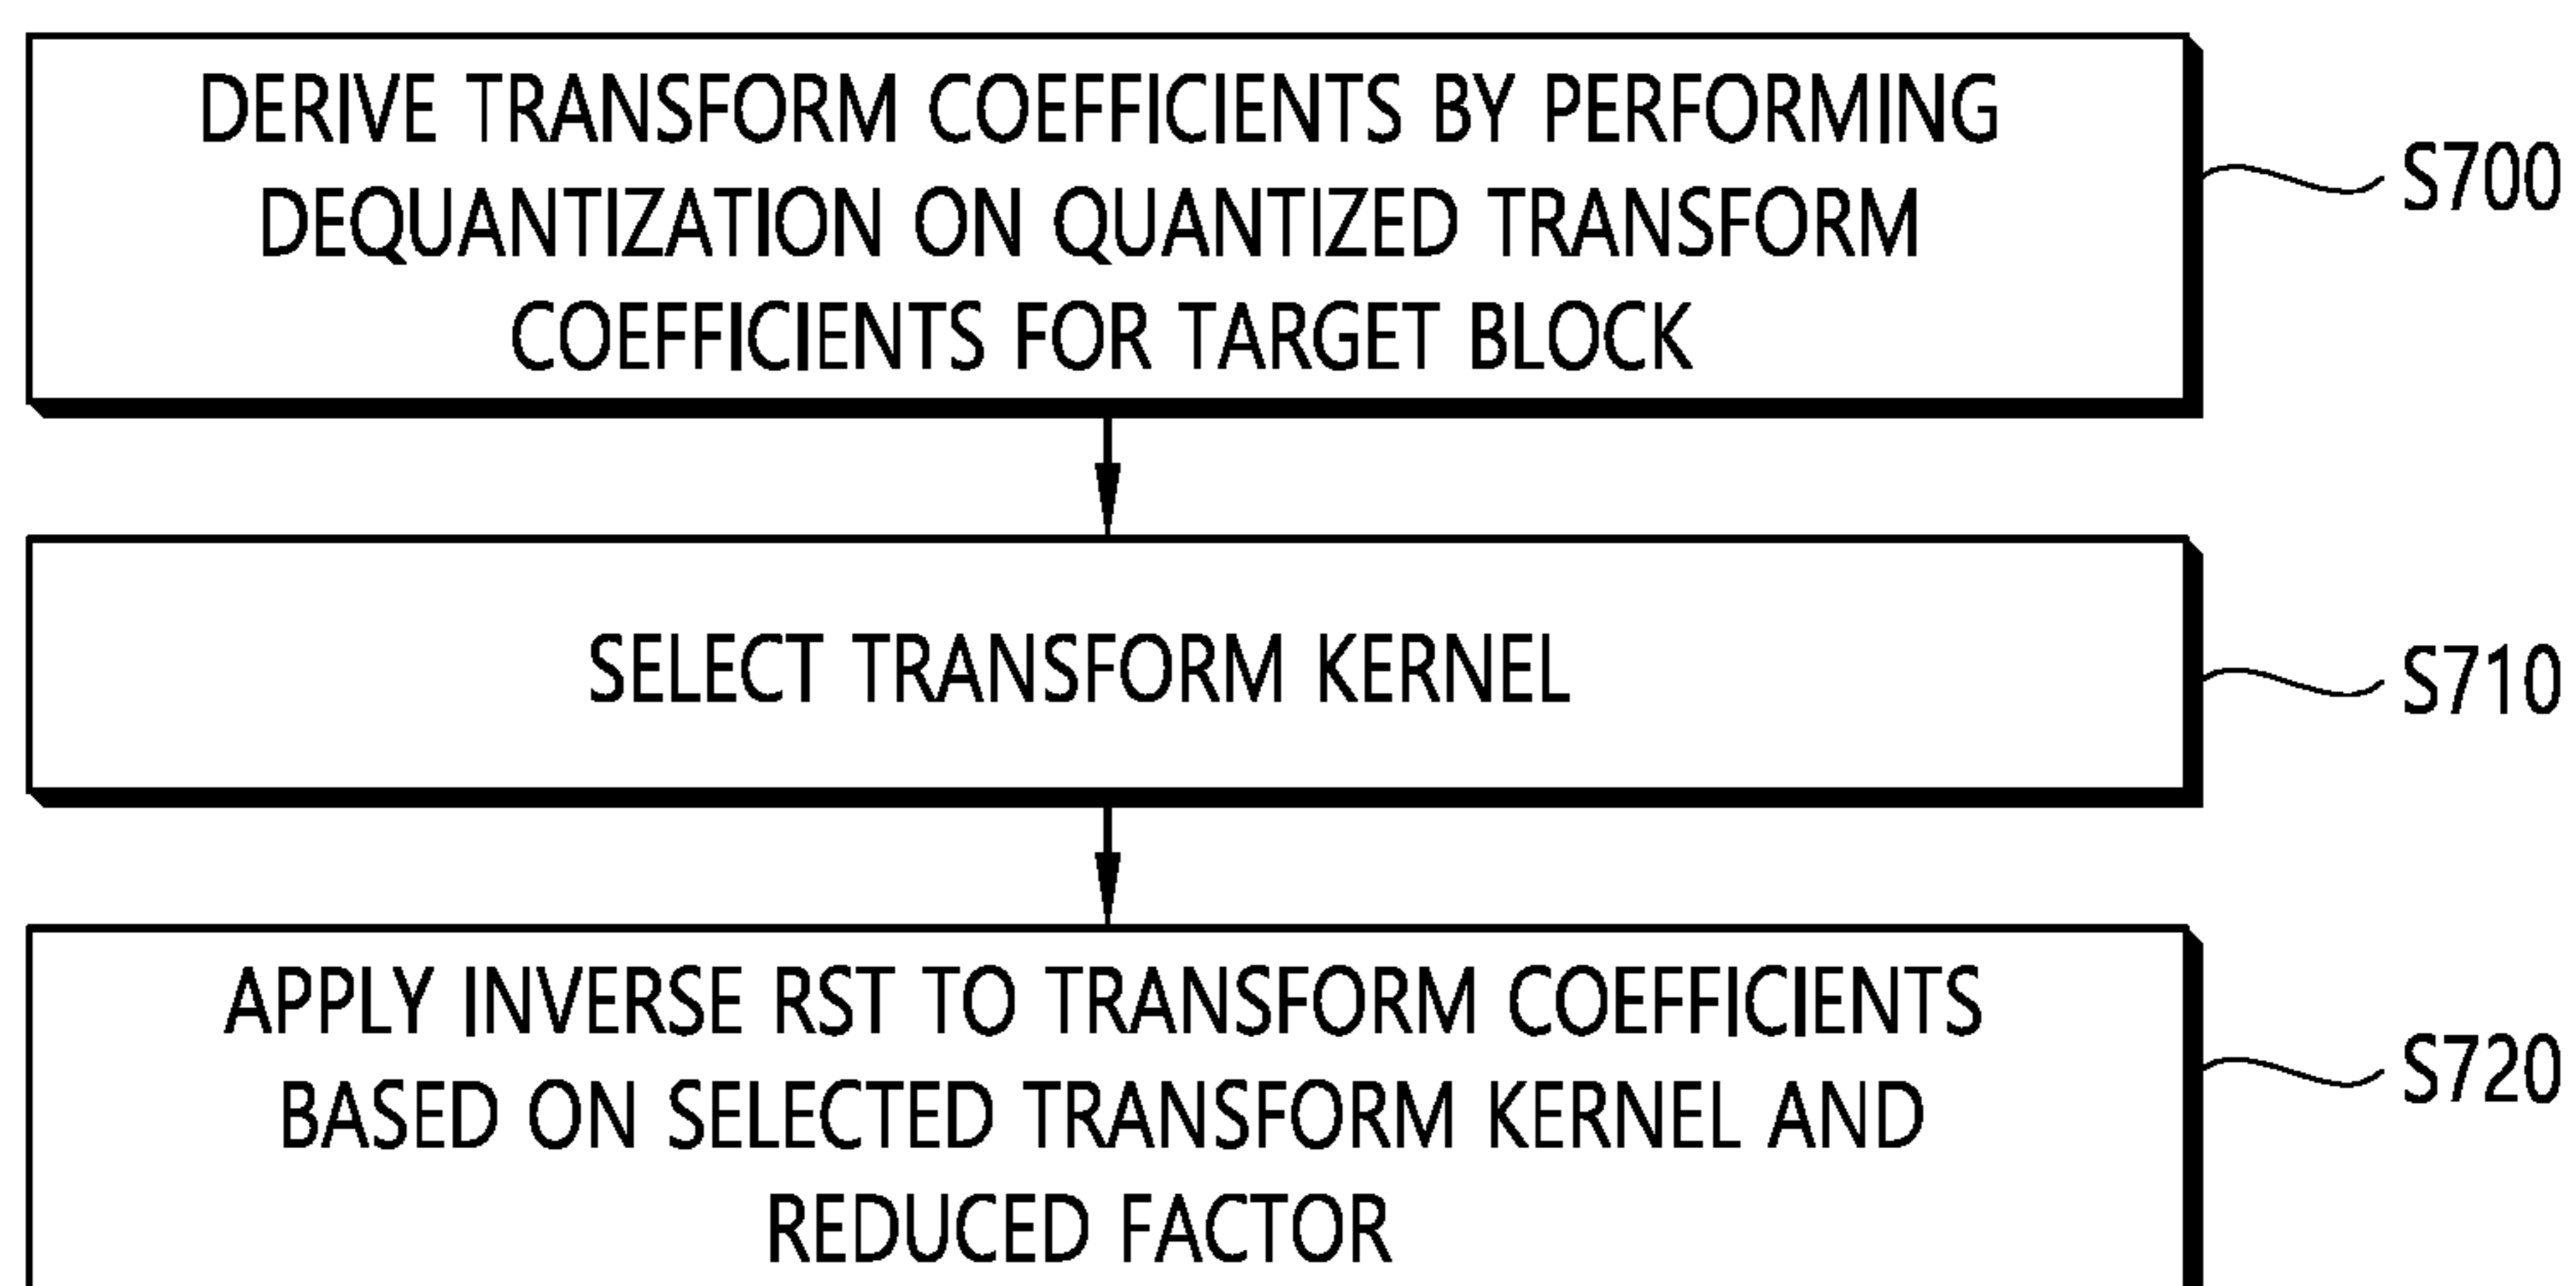 DERIVE TRANSFORM COEFFICIENTS BY PERFORMING
DEQUANTIZATION ON QUANTIZED TRANSFORM
COEFFICIENTS FOR TARGET BLOCK
S700
SELECT TRANSFORM KERNEL
S710
APPLY INVERSE RST TO TRANSFORM COEFFICIENTS
BASED ON SELECTED TRANSFORM KERNEL AND
REDUCED FACTOR
S720